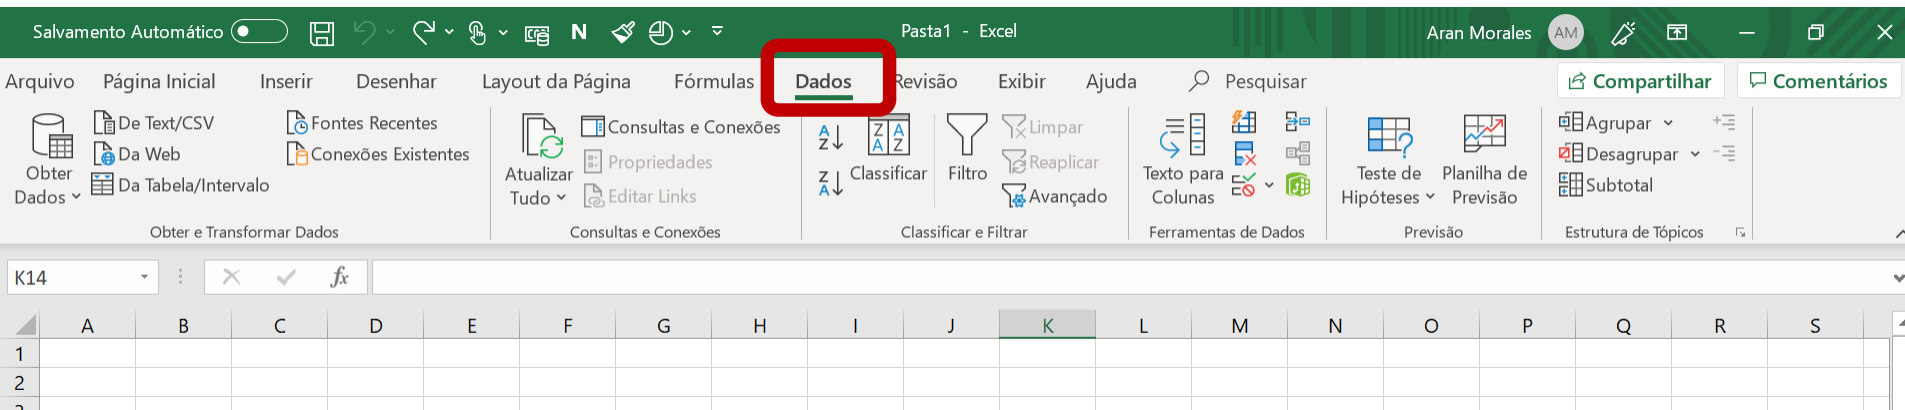 Salvamento Automático N Pasta1 - Excel Aran Morales AM
Arquivo Página Inicial Inserir Desenhar Layout da Página Fórmulas Dados Revisão Exibir Ajuda Pesquisar Compartilhar Comentários
Obter Dados
De Text/CSV
Da Web
Da Tabela/Intervalo
Fontes Recentes
Conexões Existentes
Obter e Transformar Dados
Atualizar Tudo
Consultas e Conexões
Propriedades
Editar Links
Consultas e Conexões
A Z
Z A
Z A A Z
Classificar
Filtro
Limpar
Reaplicar
Avançado
Classificar e Filtrar
Texto para
Colunas
Ferramentas de Dados
Teste de
Hipóteses
Planilha de
Previsão
Previsão
Agrupar
Desagrupar
Subtotal
Estrutura de Tópicos
K14 fx
A B C D E F G H I J K L M N O P Q R S
1
2
3